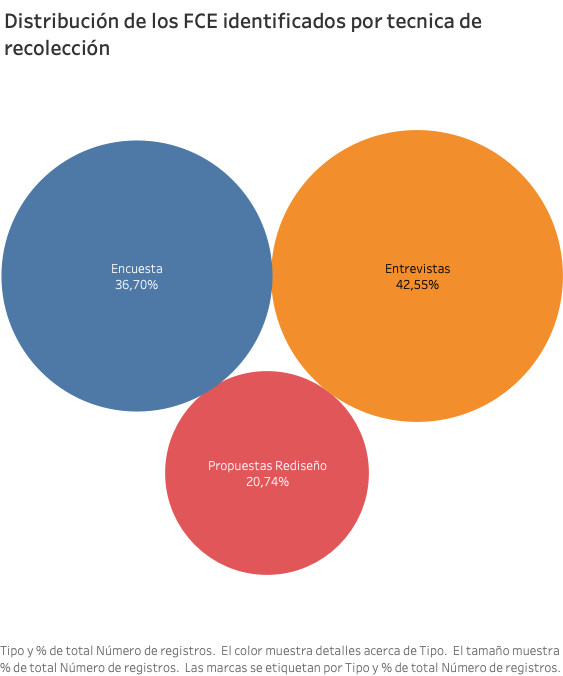 Distribución de los FCE identificados por tecnica de
recolección
Encuesta
36,70%
Entrevistas
42,55%
Propuestas Rediseño
20,74%
Tipo y % de total Número de registros.  El color muestra detalles acerca de Tipo.  El tamaño muestra
% de total Número de registros.  Las marcas se etiquetan por Tipo y % de total Número de registros.